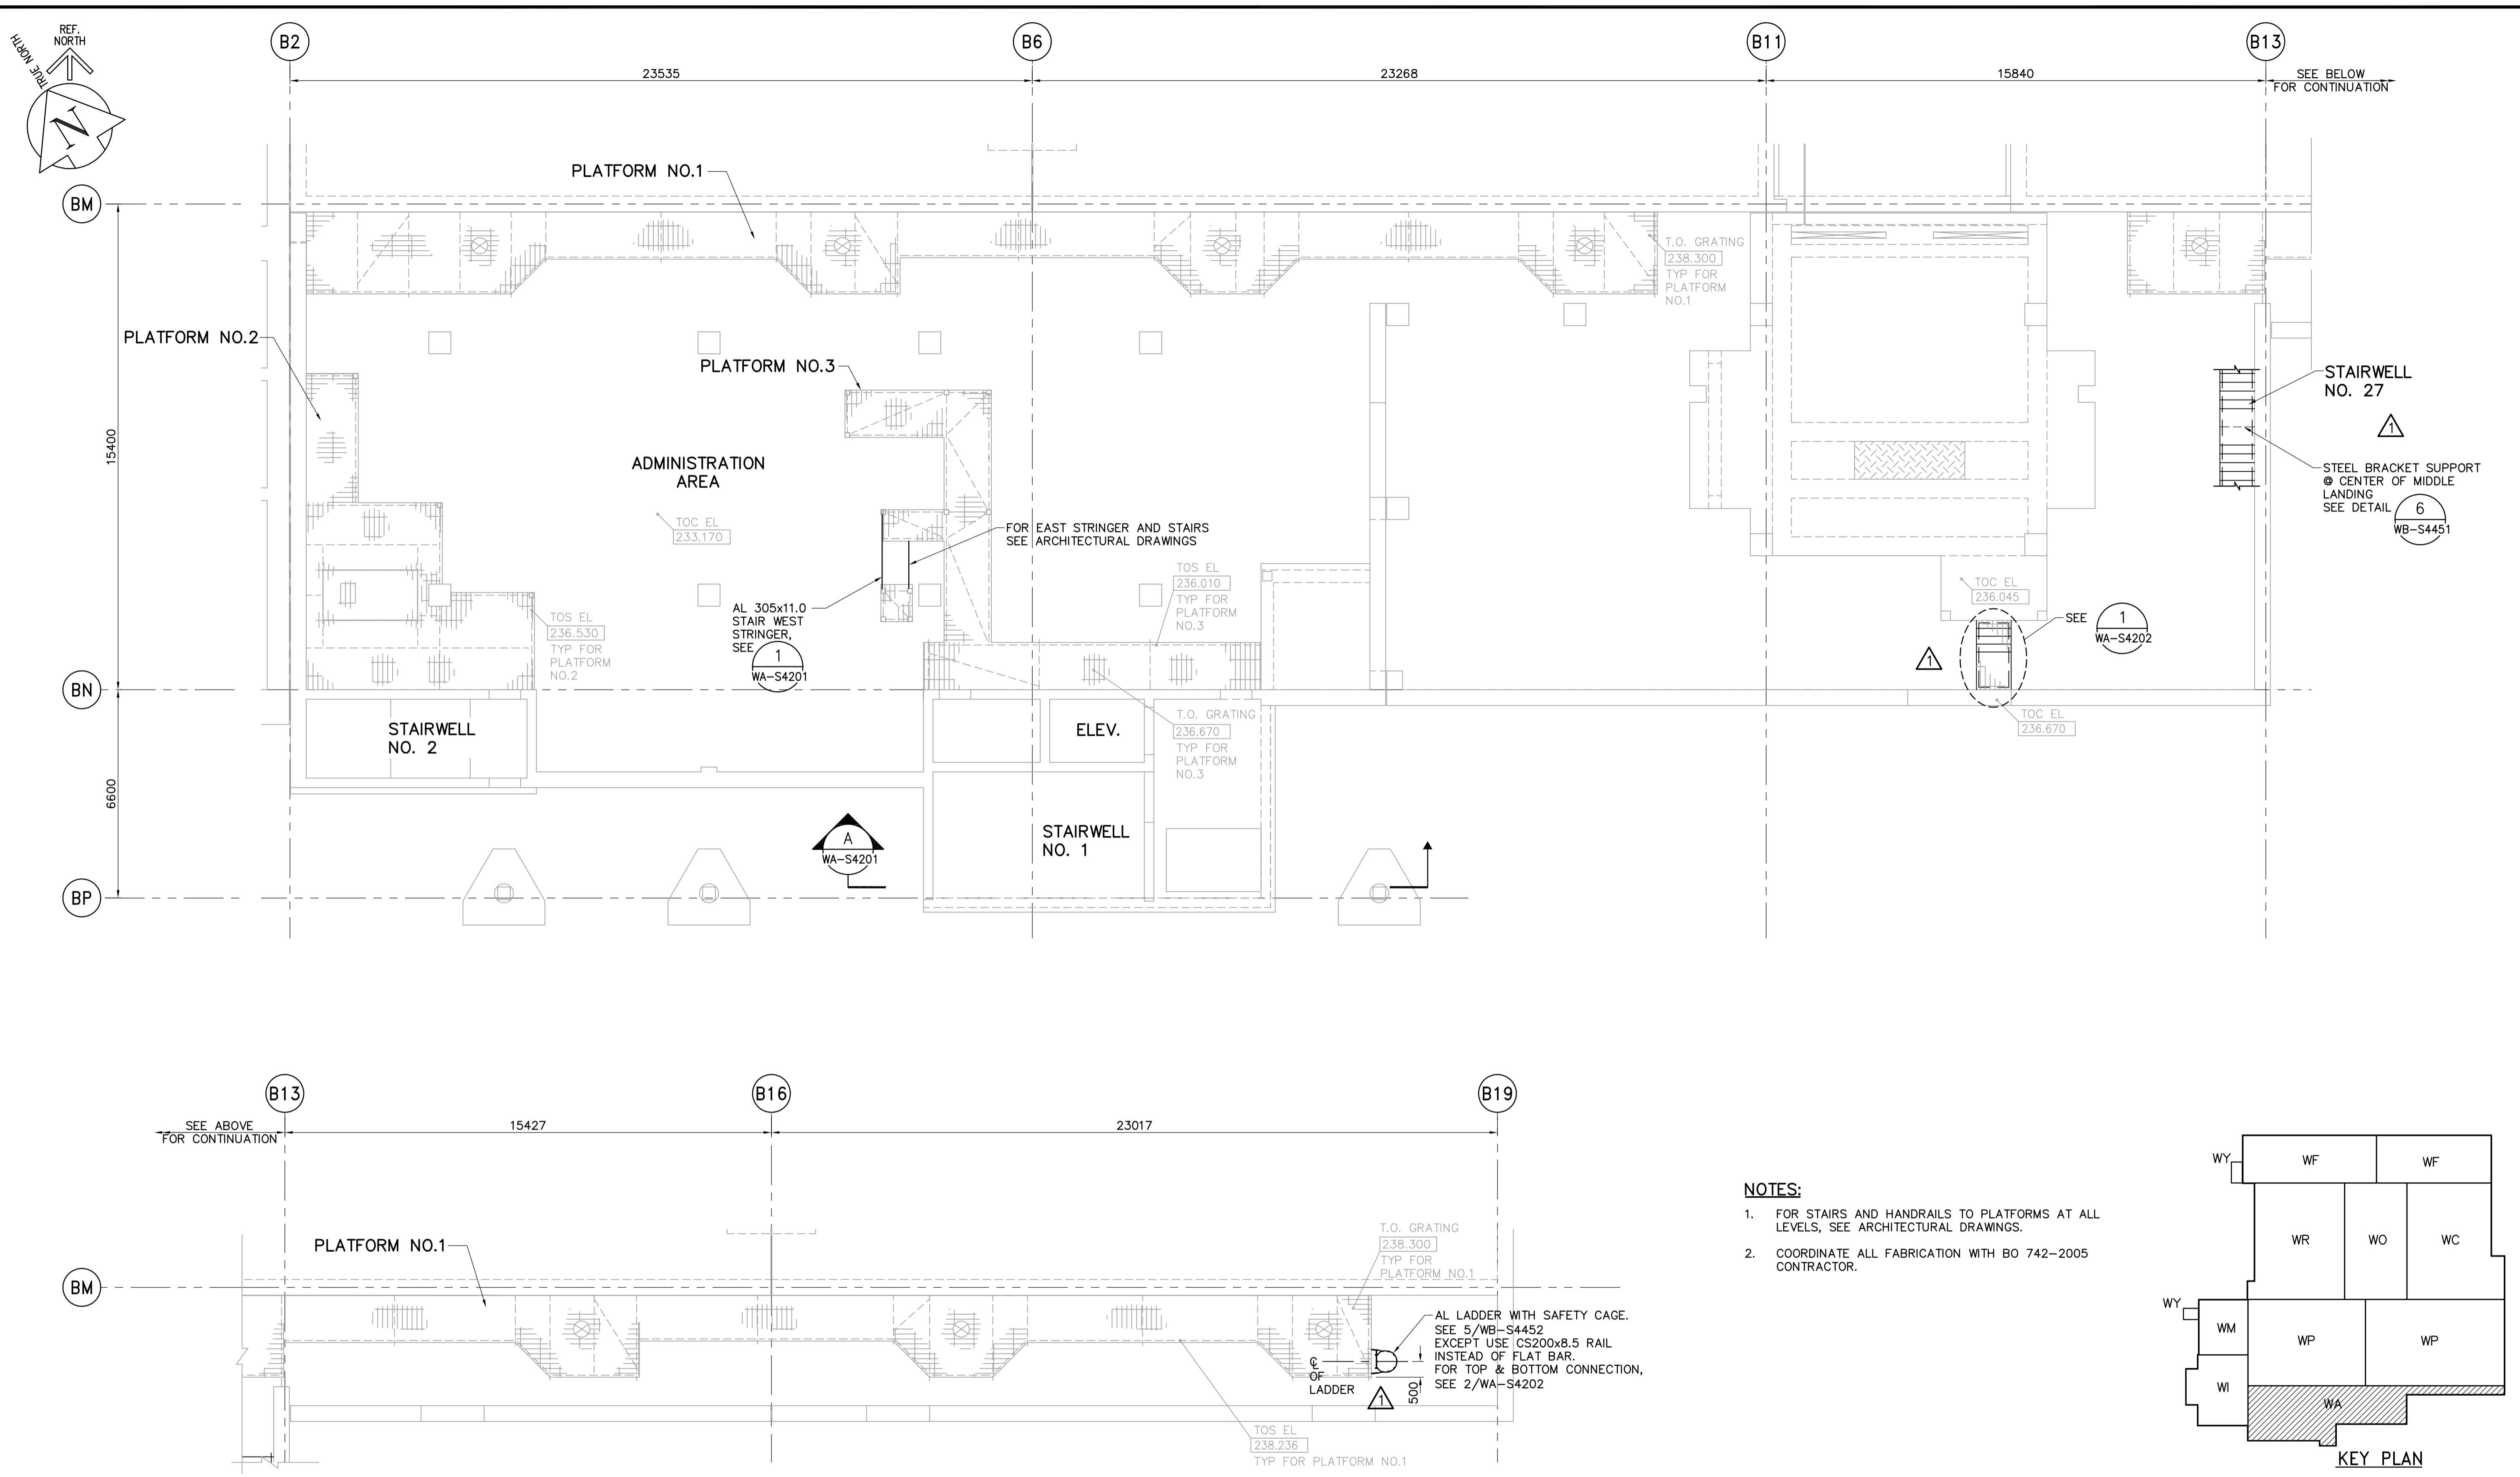 REF.
NORTH
TRUE NORTH
N
B2
B6
B11
B13
23535
23268
15840
SEE BELOW
FOR CONTINUATION
PLATFORM NO.1
BM
T.O. GRATING
238.300
TYP FOR
PLATFORM
NO.1
PLATFORM NO.2
PLATFORM NO.3
STAIRWELL
NO. 27
1
15400
ADMINISTRATION
AREA
STEEL BRACKET SUPPORT
@ CENTER OF MIDDLE
LANDING
SEE DETAIL
6
WB-S4451
TOC EL
233.170
FOR EAST STRINGER AND STAIRS
SEE ARCHITECTURAL DRAWINGS
TOS EL
236.010
TYP FOR
PLATFORM
NO.3
TOC EL
236.045
AL 305x11.0
STAIR WEST
STRINGER,
SEE
1
WA-S4201
TOS EL
236.530
TYP FOR
PLATFORM
NO.2
SEE
1
WA-S4202
1
BN
STAIRWELL
NO. 2
ELEV.
T.O. GRATING
236.670
TYP FOR
PLATFORM
NO.3
TOC EL
236.670
6600
A
WA-S4201
STAIRWELL
NO. 1
BP
B13
B16
B19
SEE ABOVE
FOR CONTINUATION
15427
23017
PLATFORM NO.1
T.O. GRATING
238.300
TYP FOR
PLATFORM NO.1
BM
AL LADDER WITH SAFETY CAGE.
SEE 5/WB-S4452
EXCEPT USE CS200x8.5 RAIL
INSTEAD OF FLAT BAR.
FOR TOP & BOTTOM CONNECTION,
SEE 2/WA-S4202
℄
OF
LADDER
1
500
TOS EL
238.236
TYP FOR PLATFORM NO.1
NOTES:
1. FOR STAIRS AND HANDRAILS TO PLATFORMS AT ALL
LEVELS, SEE ARCHITECTURAL DRAWINGS.
2. COORDINATE ALL FABRICATION WITH BO 742-2005
CONTRACTOR.
WY
WF
WF
WR
WO
WC
WY
WM
WP
WP
WI
WA
KEY PLAN